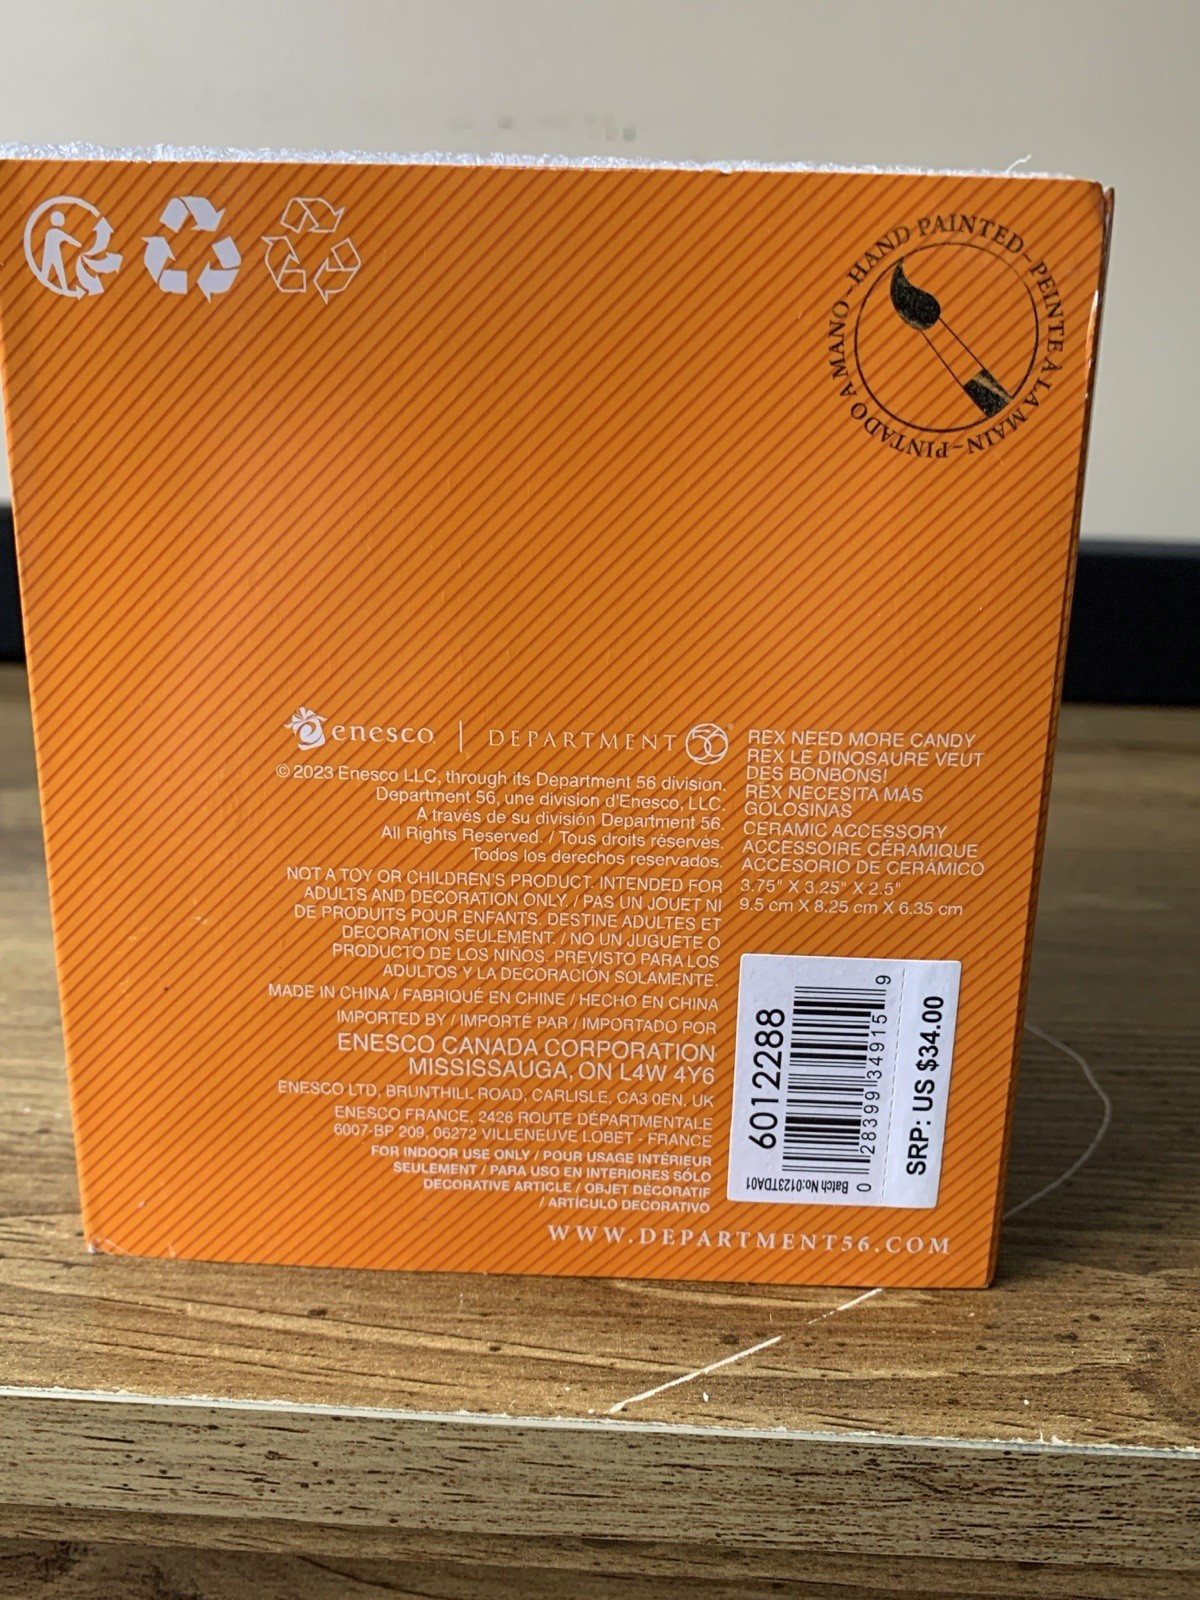 HAND PAINTED - PEINTE A LA MAIN - PINTADO A MANO -
enesco. | DEPARTMENT 56®
© 2023 Enesco LLC, through its Department 56 division.
Department 56, une division d'Enesco, LLC.
A través de su división Department 56.
All Rights Reserved. / Tous droits réservés.
Todos los derechos reservados.
NOT A TOY OR CHILDREN'S PRODUCT. INTENDED FOR
ADULTS AND DECORATION ONLY. / PAS UN JOUET NI
DE PRODUITS POUR ENFANTS. DESTINE ADULTES ET
DECORATION SEULEMENT. / NO UN JUGUETE O
PRODUCTO DE LOS NIÑOS. PREVISTO PARA LOS
ADULTOS Y LA DECORACIÓN SOLAMENTE.
MADE IN CHINA / FABRIQUÉ EN CHINE / HECHO EN CHINA
IMPORTED BY / IMPORTÉ PAR / IMPORTADO POR
ENESCO CANADA CORPORATION
MISSISSAUGA, ON L4W 4Y6
ENESCO LTD, BRUNTHILL ROAD, CARLISLE, CA3 0EN, UK
ENESCO FRANCE, 2426 ROUTE DÉPARTMENTALE
6007-BP 209, 06272 VILLENEUVE LOBET - FRANCE
FOR INDOOR USE ONLY / POUR USAGE INTÉRIEUR
SEULEMENT / PARA USO EN INTERIORES SÓLO
DECORATIVE ARTICLE / OBJET DÉCORATIF
/ ARTÍCULO DECORATIVO
REX NEED MORE CANDY
REX LE DINOSAURE VEUT
DES BONBONS!
REX NECESITA MÁS
GOLOSINAS
CERAMIC ACCESSORY
ACCESSOIRE CÉRAMIQUE
ACCESORIO DE CERÁMICO
3.75" X 3.25" X 2.5"
9.5 cm X 8.25 cm X 6.35 cm
6012288
0 28399 34915 9
SRP: US $34.00
Batch No:0123TDA01
WWW.DEPARTMENT56.COM